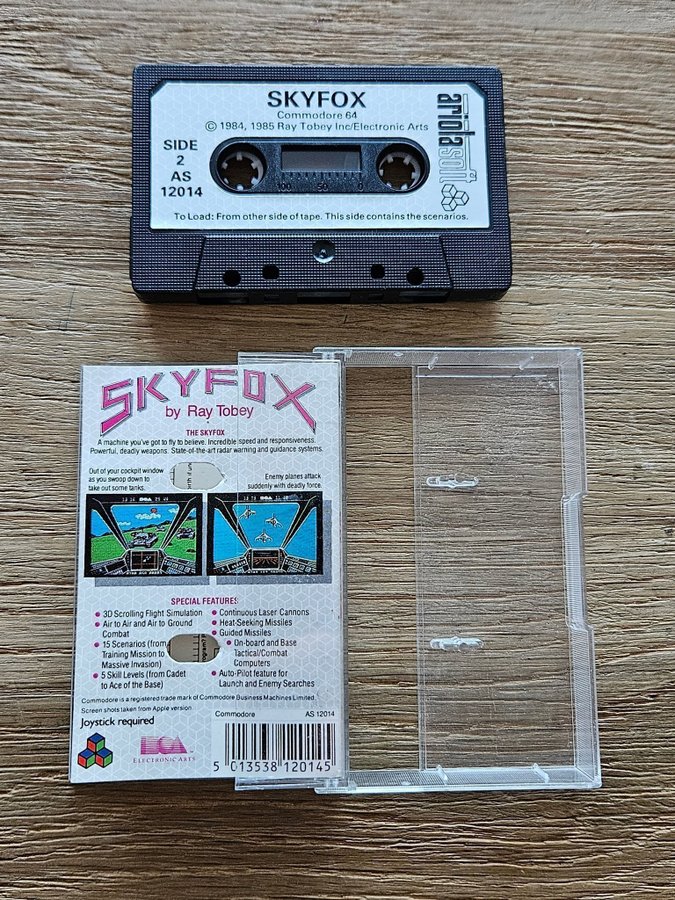 SKYFOX
Commodore 64
© 1984, 1985 Ray Tobey Inc/Electronic Arts
SIDE
2
AS
12014
100 50 0
To Load: From other side of tape. This side contains the scenarios.
ariolasoft
SKYFOX
by Ray Tobey
THE SKYFOX
A machine you've got to fly to believe. Incredible speed and responsiveness.
Powerful, deadly weapons. State-of-the-art radar warning and guidance systems.
Out of your cockpit window
as you swoop down to
take out some tanks.
Enemy planes attack
suddenly with deadly force.
SPECIAL FEATURES
• 3D Scrolling Flight Simulation
• Air to Air and Air to Ground
Combat
• 15 Scenarios (from
Training Mission to
Massive Invasion)
• 5 Skill Levels (from Cadet
to Ace of the Base)
• Continuous Laser Cannons
• Heat-Seeking Missiles
• Guided Missiles
• On-board and Base
Tactical/Combat
Computers
• Auto-Pilot feature for
Launch and Enemy Searches
Commodore is a registered trade mark of Commodore Business Machines Limited.
Screen shots taken from Apple version
Joystick required
ELECTRONIC ARTS
Commodore AS 12014
5 013538 120145